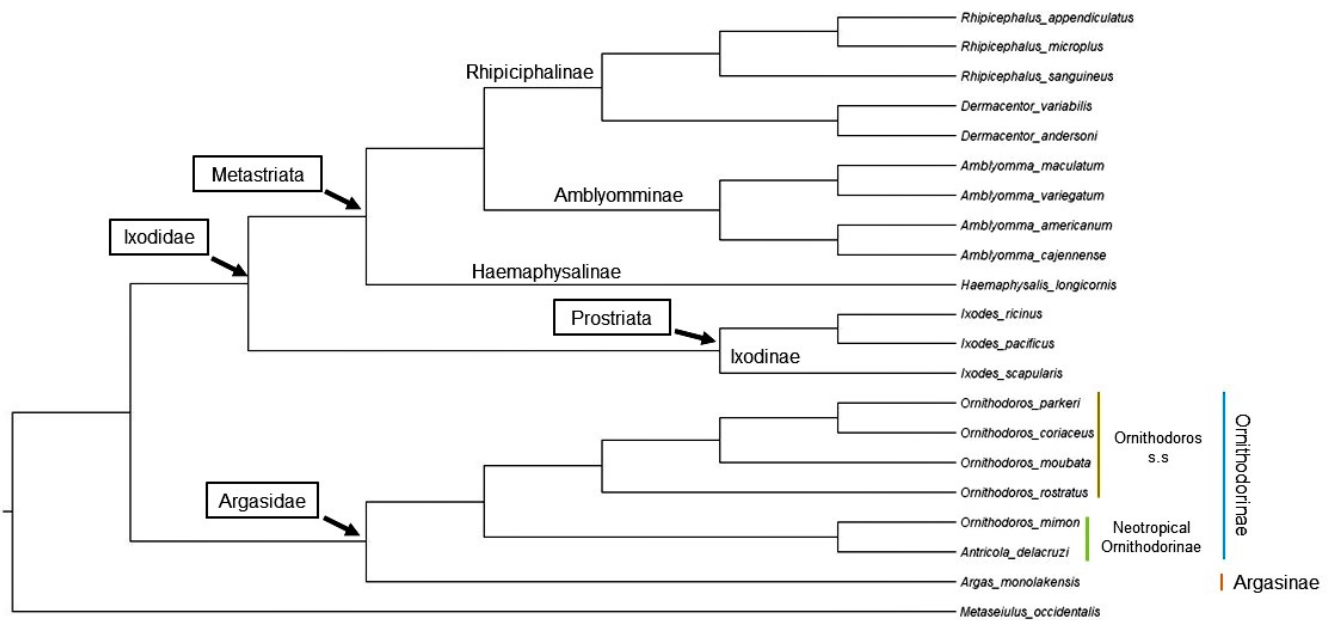 Rhipicephalus_appendiculatus
Rhipicephalus_microplus
Rhipiciphalinae
Rhipicephalus_sanguineus
Dermacentor_variabilis
Dermacentor_andersoni
Metastriata
Amblyomma_maculatum
Amblyomminae
Amblyomma_variegatum
Ixodidae
Amblyomma_americanum
Amblyomma_cajennense
Haemaphysalinae
Haemaphysalis_longicornis
Prostriata
Ixodes_ricinus
Ixodes_pacificus
Ixodinae
Ixodes_scapularis
Ornithodoros_parkeri
Ornithodoros_coriaceus
Ornithodoros
s.s
Ornithodorinae
Ornithodoros_moubata
Argasidae
Ornithodoros_rostratus
Ornithodoros_mimon
Neotropical
Ornithodorinae
Antricola_delacruzi
Argas_monolakensis
Argasinae
Metaseiulus_occidentalis